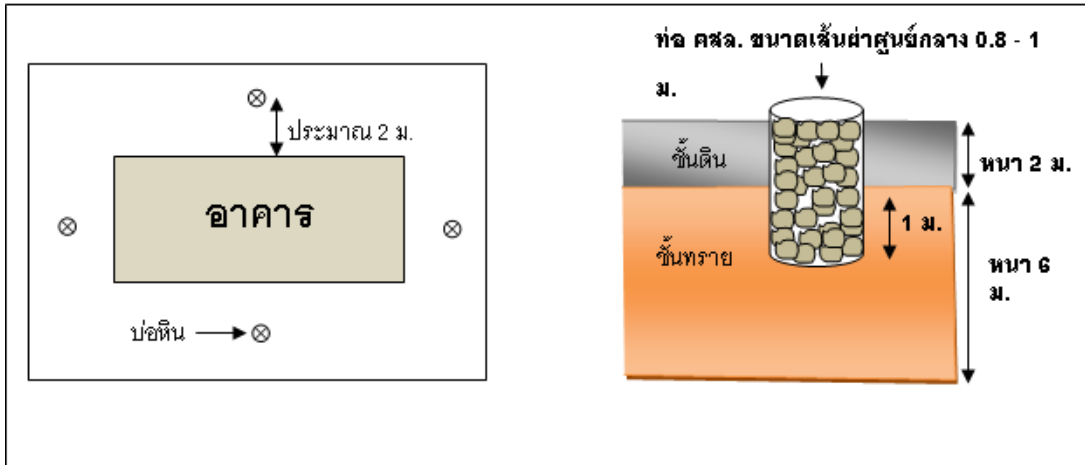 ประมาณ 2 ม.
อาคาร
บ่อหิน
ท่อ คสล. ขนาดเส้นผ่าศูนย์กลาง 0.8 - 1
ม.
ชั้นดิน
หนา 2 ม.
1 ม.
ชั้นทราย
หนา 6
ม.